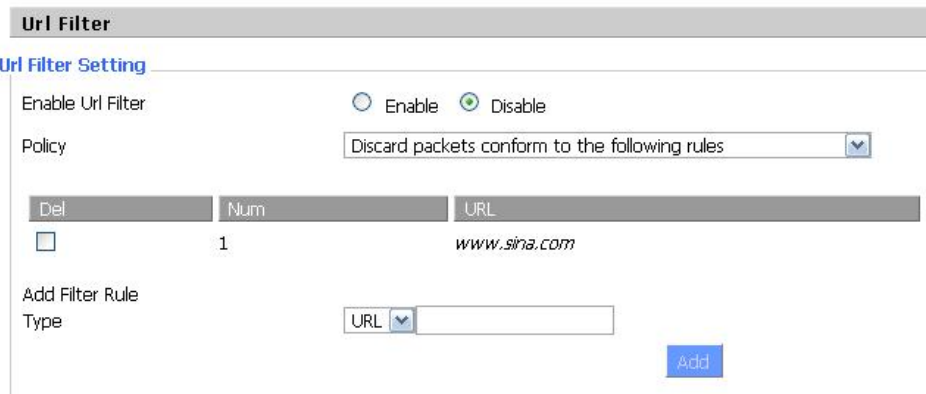 Url Filter
Url Filter Setting
Enable Url Filter Enable Disable
Policy Discard packets conform to the following rules
Del Num URL
1 www.sina.com
Add Filter Rule
Type URL
Add